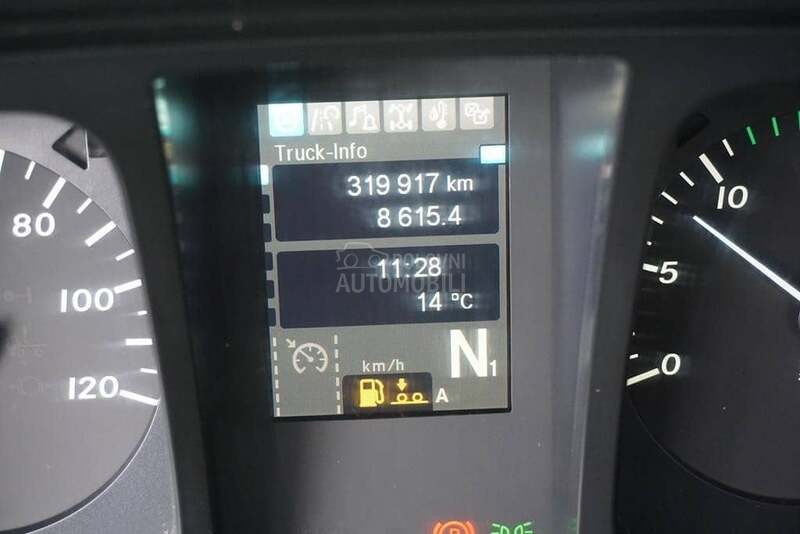 Truck-Info
319 917 km
8 615.4
POLOVNI
AUTOMOBILI
11:28
14 °C
km/h
N1
A
80
100
120
10
5
0